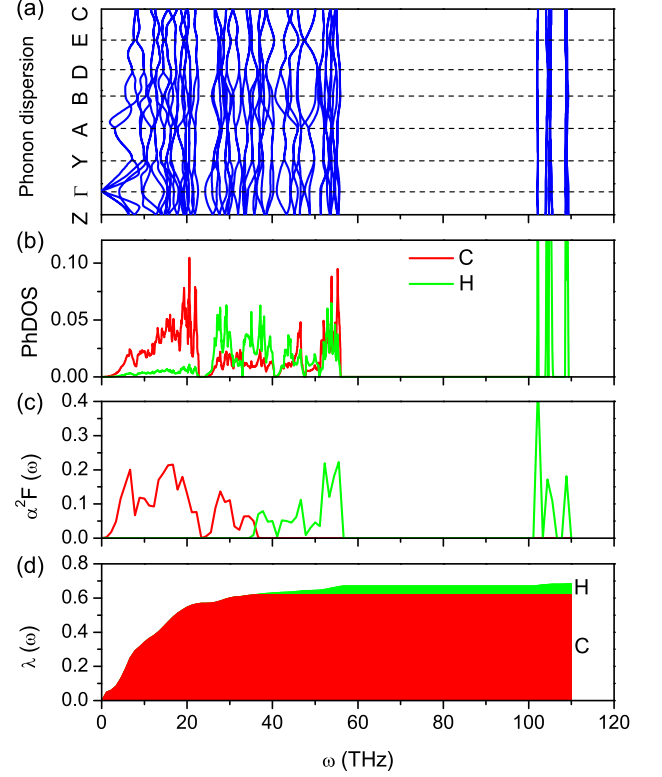 (a)
Phonon dispersion
C
E
D
B
A
Y
Γ
Z
(b)
PhDOS
0.10
0.05
0.00
C
H
(c)
α²F (ω)
0.4
0.3
0.2
0.1
0.0
(d)
λ (ω)
0.8
0.6
0.4
0.2
0.0
H
C
0 20 40 60 80 100 120
ω (THz)